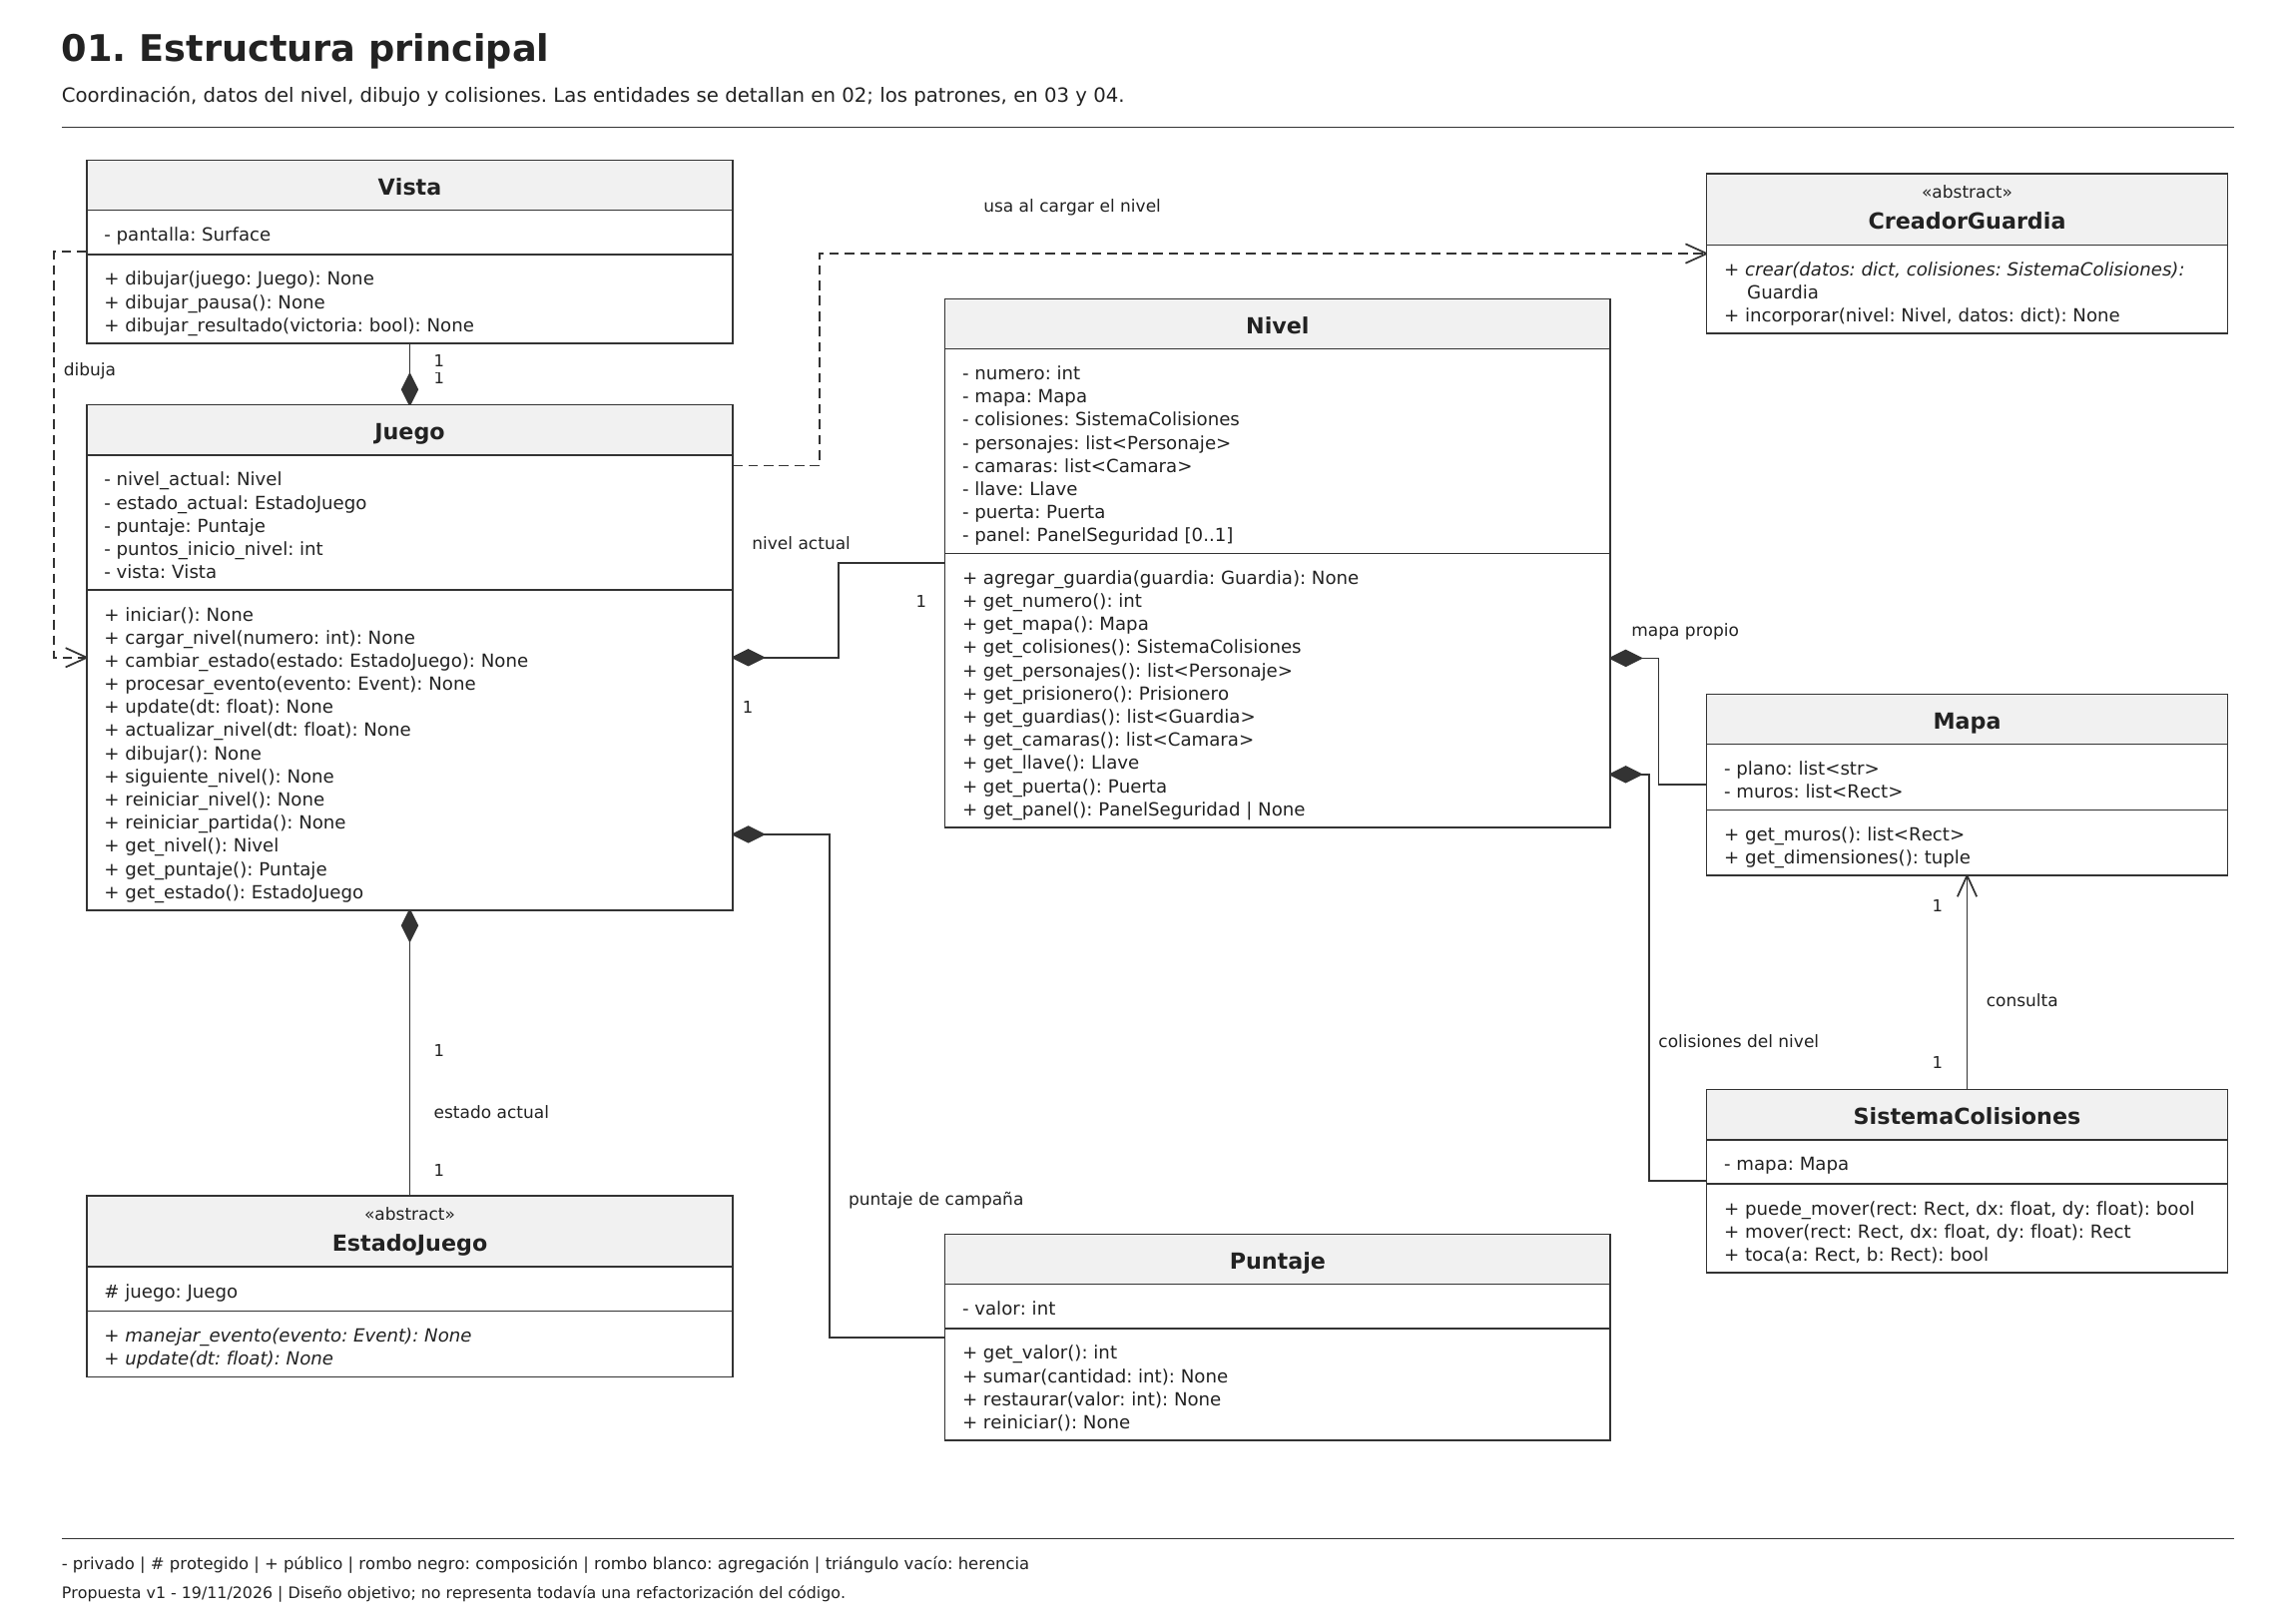 01. Estructura principal
Coordinación, datos del nivel, dibujo y colisiones. Las entidades se detallan en 02; los patrones, en 03 y 04.
Vista
- pantalla: Surface
+ dibujar(juego: Juego): None
+ dibujar_pausa(): None
+ dibujar_resultado(victoria: bool): None
dibuja
1
1
Juego
- nivel_actual: Nivel
- estado_actual: EstadoJuego
- puntaje: Puntaje
- puntos_inicio_nivel: int
- vista: Vista
+ iniciar(): None
+ cargar_nivel(numero: int): None
+ cambiar_estado(estado: EstadoJuego): None
+ procesar_evento(evento: Event): None
+ update(dt: float): None
+ actualizar_nivel(dt: float): None
+ dibujar(): None
+ siguiente_nivel(): None
+ reiniciar_nivel(): None
+ reiniciar_partida(): None
+ get_nivel(): Nivel
+ get_puntaje(): Puntaje
+ get_estado(): EstadoJuego
1
estado actual
1
«abstract»
EstadoJuego
# juego: Juego
+ manejar_evento(evento: Event): None
+ update(dt: float): None
usa al cargar el nivel
nivel actual
1
1
Nivel
- numero: int
- mapa: Mapa
- colisiones: SistemaColisiones
- personajes: list<Personaje>
- camaras: list<Camara>
- llave: Llave
- puerta: Puerta
- panel: PanelSeguridad [0..1]
+ agregar_guardia(guardia: Guardia): None
+ get_numero(): int
+ get_mapa(): Mapa
+ get_colisiones(): SistemaColisiones
+ get_personajes(): list<Personaje>
+ get_prisionero(): Prisionero
+ get_guardias(): list<Guardia>
+ get_camaras(): list<Camara>
+ get_llave(): Llave
+ get_puerta(): Puerta
+ get_panel(): PanelSeguridad | None
puntaje de campaña
Puntaje
- valor: int
+ get_valor(): int
+ sumar(cantidad: int): None
+ restaurar(valor: int): None
+ reiniciar(): None
«abstract»
CreadorGuardia
+ crear(datos: dict, colisiones: SistemaColisiones):
Guardia
+ incorporar(nivel: Nivel, datos: dict): None
mapa propio
Mapa
- plano: list<str>
- muros: list<Rect>
+ get_muros(): list<Rect>
+ get_dimensiones(): tuple
1
consulta
colisiones del nivel
1
SistemaColisiones
- mapa: Mapa
+ puede_mover(rect: Rect, dx: float, dy: float): bool
+ mover(rect: Rect, dx: float, dy: float): Rect
+ toca(a: Rect, b: Rect): bool
- privado | # protegido | + público | rombo negro: composición | rombo blanco: agregación | triángulo vacío: herencia
Propuesta v1 - 19/11/2026 | Diseño objetivo; no representa todavía una refactorización del código.